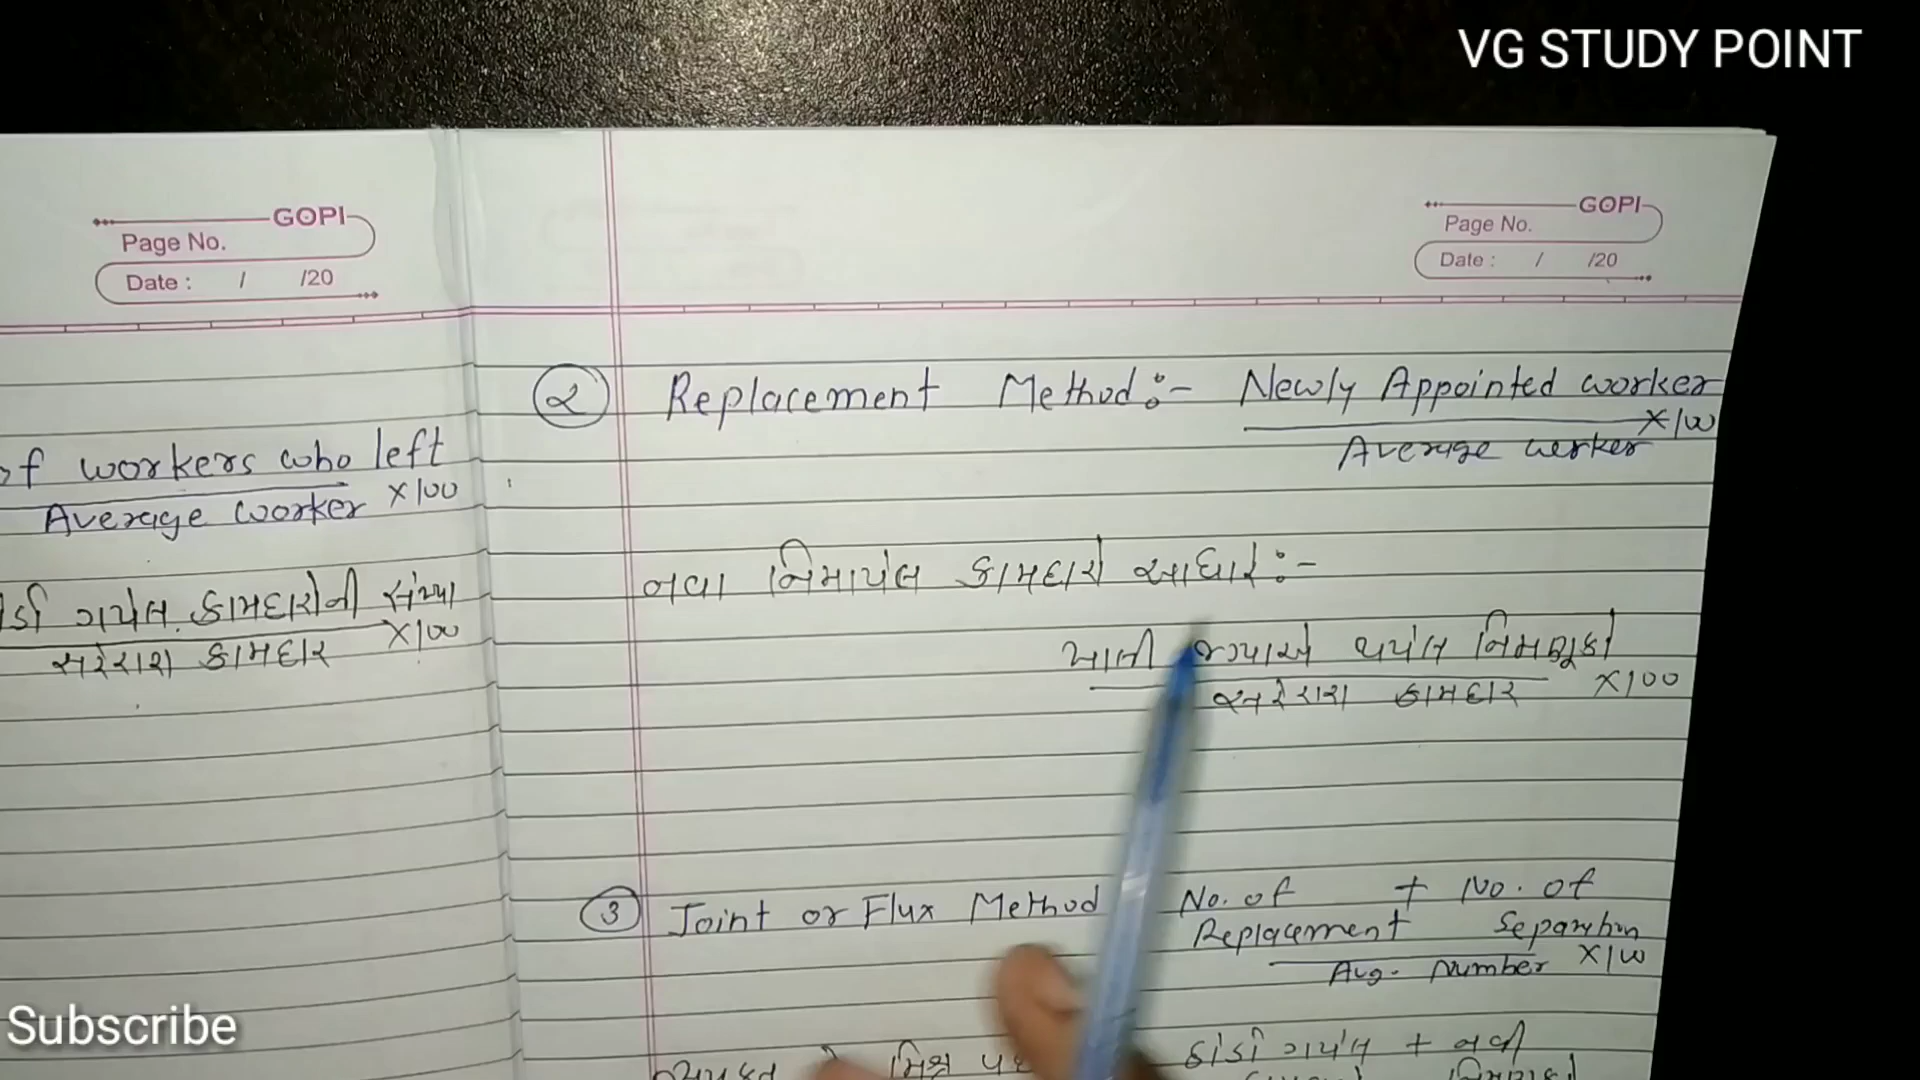 VG STUDY POINT
GOPI
Page No.
Date : / /20
of workers who left
Average worker × 100
ગયેલ કામદારોની સંખ્યા
સરેરાશ કામદાર × 100
GOPI
Page No.
Date : / /20
② Replacement Method :- Newly Appointed worker
Average worker × 100
નવા નિમાયેલ કામદારો આધારે :-
ખાલી જગ્યાએ થયેલ નિમણૂકો
સરેરાશ કામદાર × 100
③ Joint or Flux Method No. of + No. of
Replacement Separation
Avg. Number × 100
છોડી ગયેલ + નવી
Subscribe